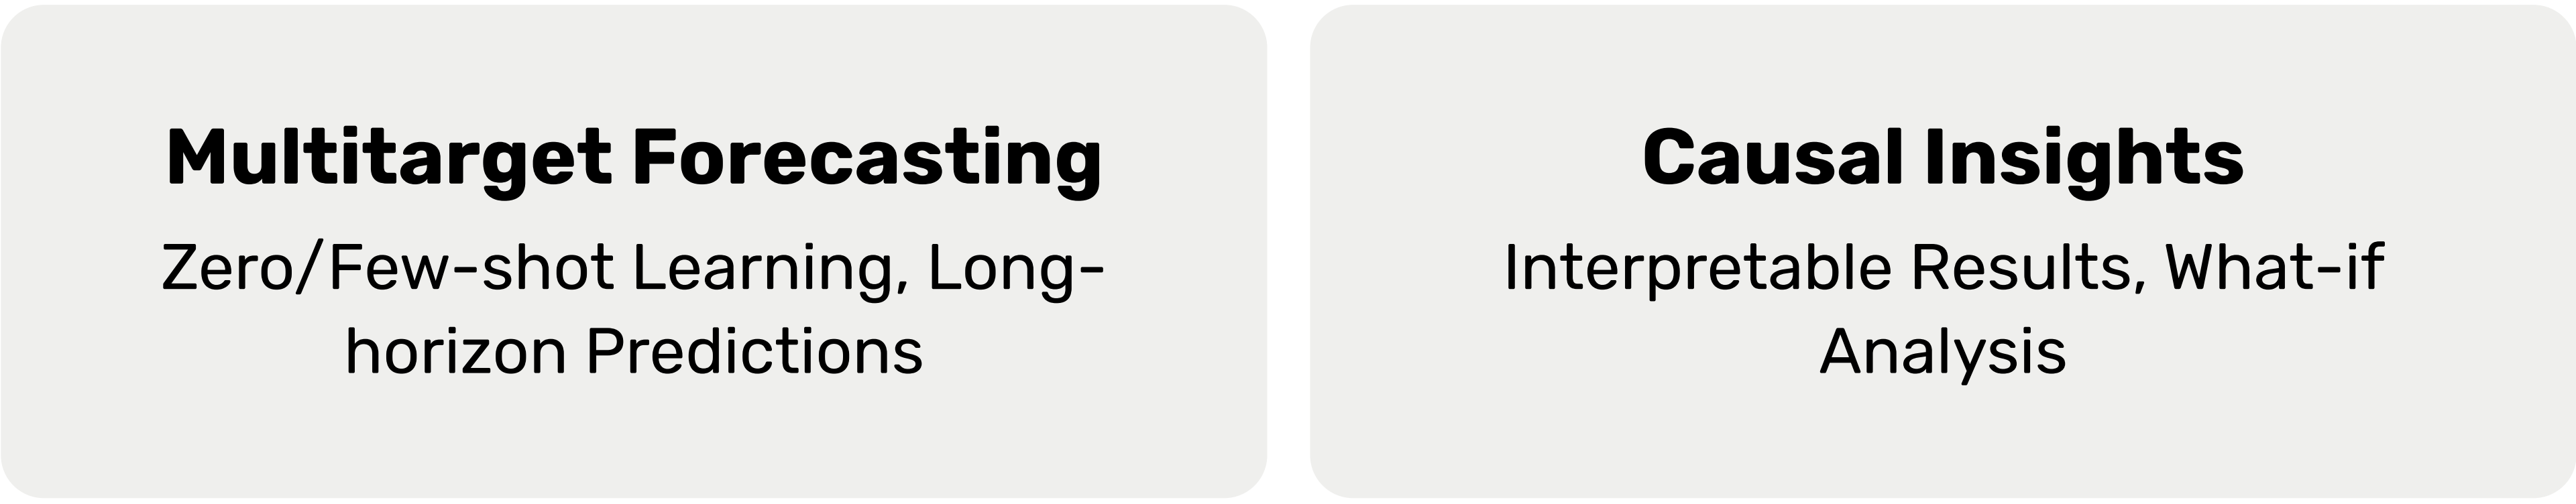 Multitarget Forecasting
Zero/Few-shot Learning, Long-
horizon Predictions
Causal Insights
Interpretable Results, What-if
Analysis